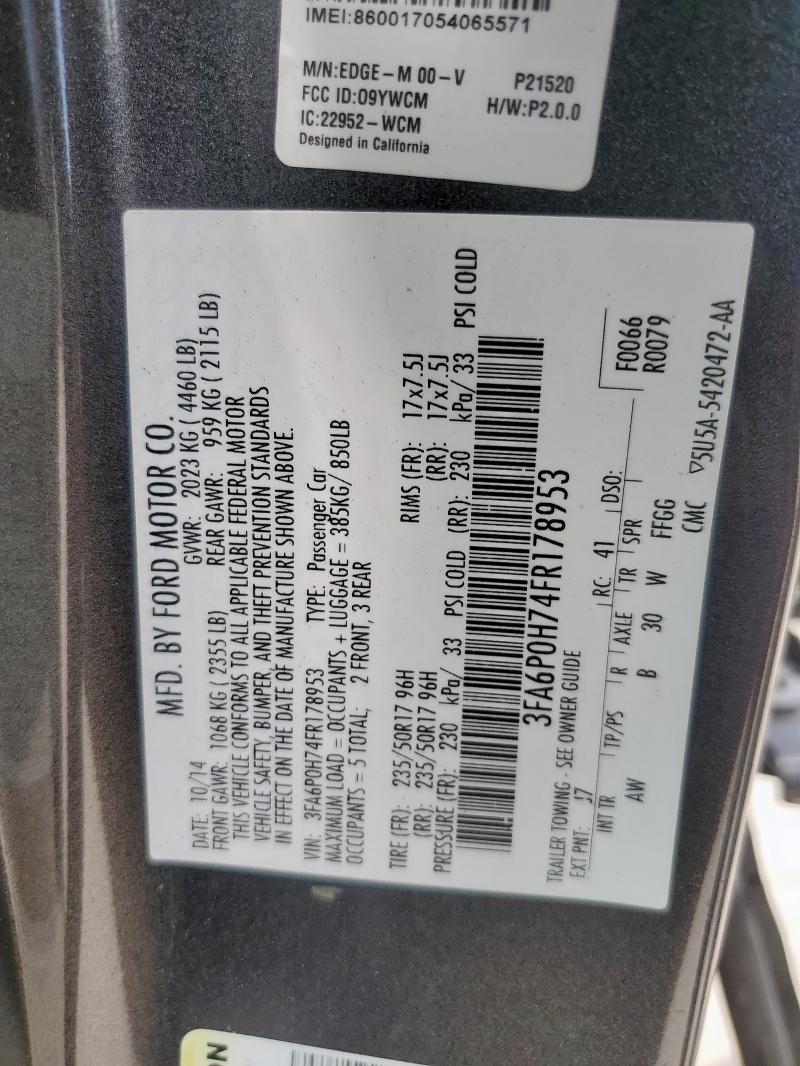 IMEI:860017054065571
M/N:EDGE-M 00-V P21520
FCC ID:O9YWCM H/W:P2.0.0
IC:22952-WCM
Designed in California
MFD. BY FORD MOTOR CO.
DATE: 10/14 GVWR: 2023 KG ( 4460 LB)
FRONT GAWR: 1068 KG ( 2355 LB) REAR GAWR: 959 KG ( 2115 LB)
THIS VEHICLE CONFORMS TO ALL APPLICABLE FEDERAL MOTOR
VEHICLE SAFETY, BUMPER, AND THEFT PREVENTION STANDARDS
IN EFFECT ON THE DATE OF MANUFACTURE SHOWN ABOVE.
VIN: 3FA6P0H74FR178953 TYPE: Passenger Car
MAXIMUM LOAD = OCCUPANTS + LUGGAGE = 385KG/ 850LB
OCCUPANTS = 5 TOTAL; 2 FRONT, 3 REAR
TIRE (FR): 235/50R17 96H RIMS (FR): 17x7.5J
(RR): 235/50R17 96H (RR): 17x7.5J
PRESSURE (FR): 230 kPa/ 33 PSI COLD (RR): 230 kPa/ 33 PSI COLD
3FA6P0H74FR178953
TRAILER TOWING - SEE OWNER GUIDE
EXT PNT: J7 RC: 41 DSO:
INT TR TP/PS R AXLE TR SPR F0066
AW B 30 W FFGG R0079
CMC ▽5U5A-5420472-AA